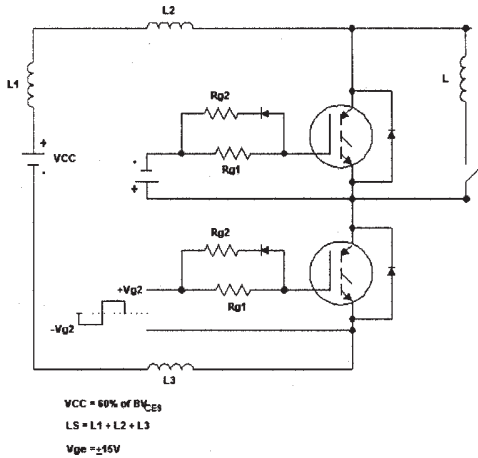 L2
L1
L
Rg2
+
VCC
-
Rg1
-
+
Rg2
+Vg2
Rg1
-Vg2
L3
VCC = 60% of BVCES
LS = L1 + L2 + L3
Vge = ±15V